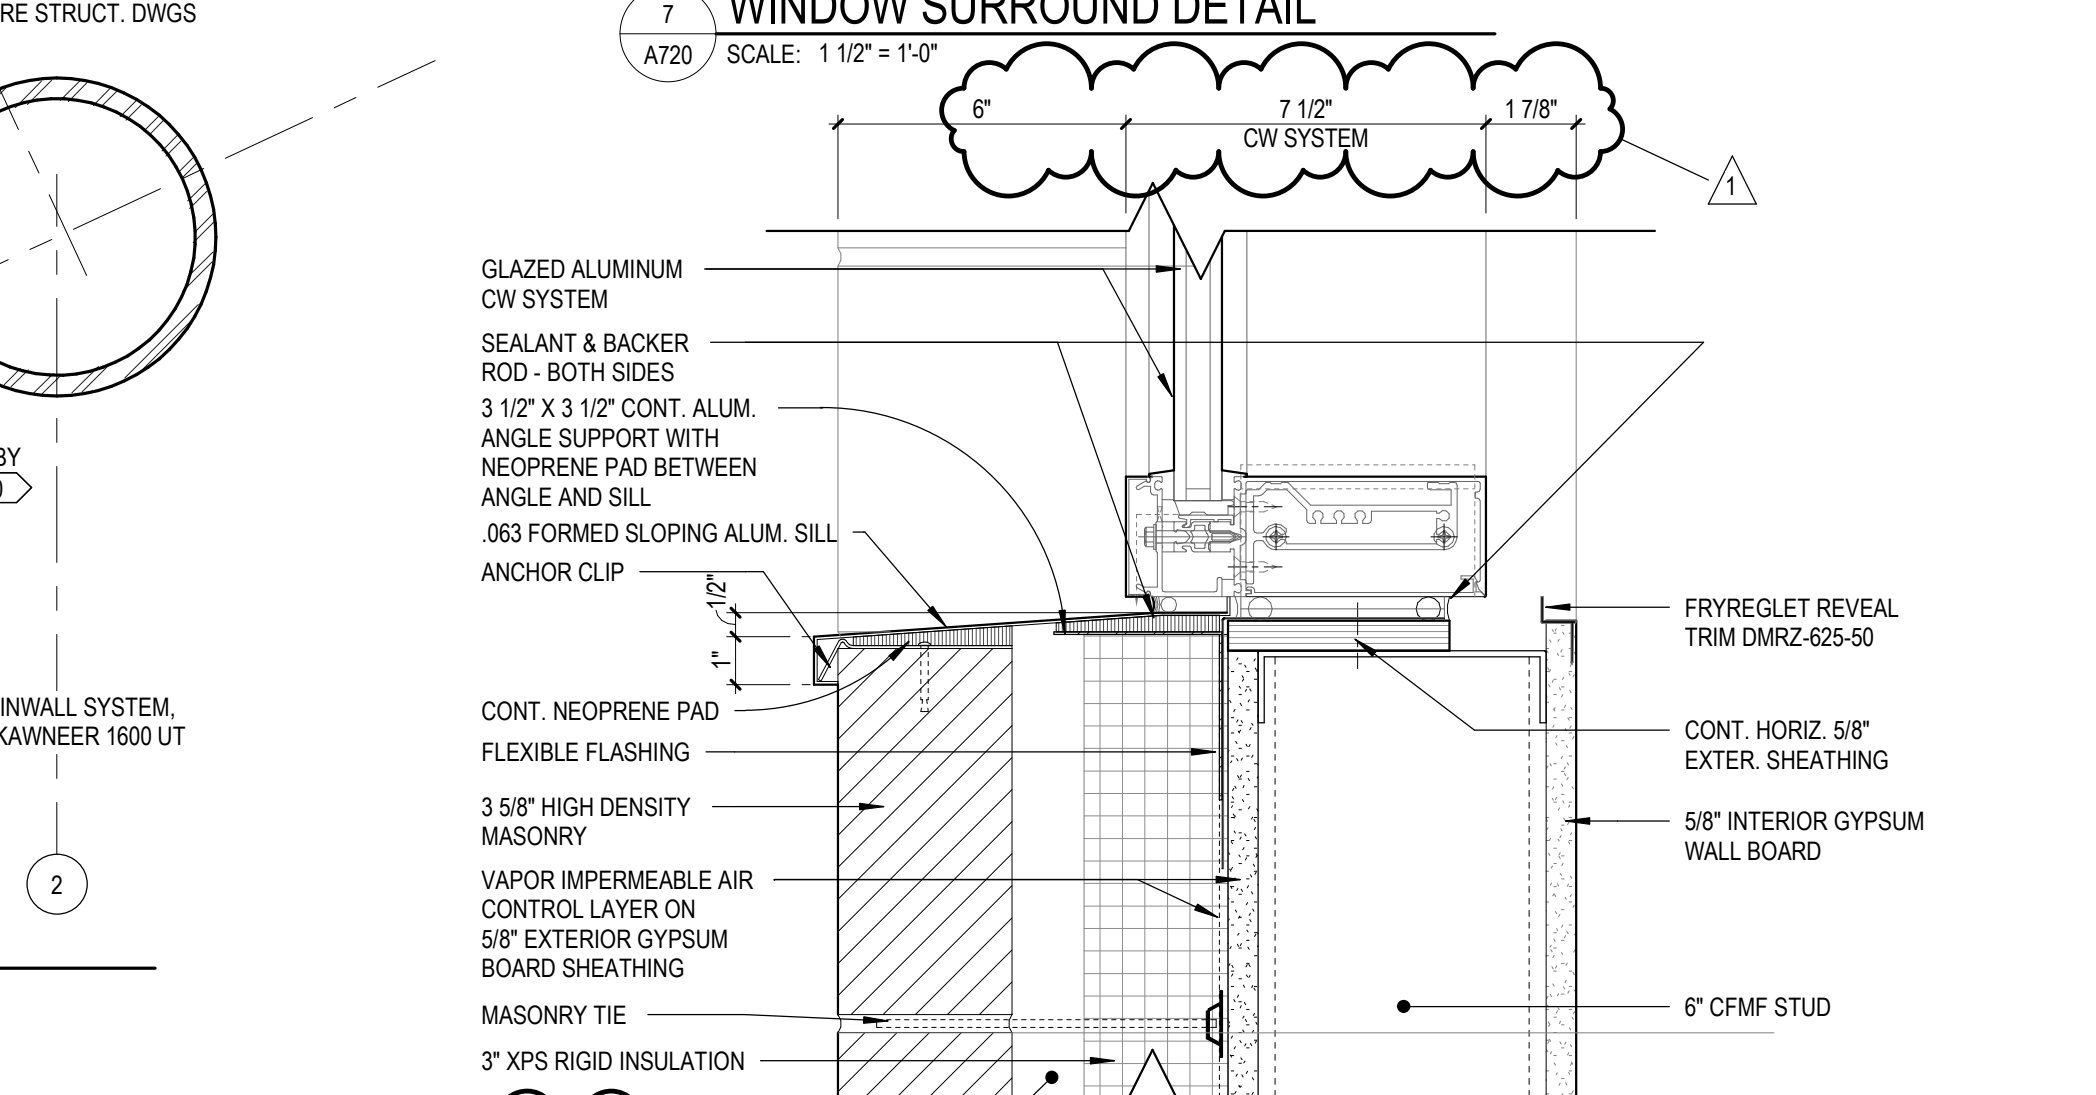 RE STRUCT. DWGS
7
WINDOW SURROUND DETAIL
A720
SCALE: 1 1/2" = 1'-0"
6"
7 1/2"
1 7/8"
CW SYSTEM
1
GLAZED ALUMINUM
CW SYSTEM
SEALANT & BACKER
ROD - BOTH SIDES
3 1/2" X 3 1/2" CONT. ALUM.
ANGLE SUPPORT WITH
NEOPRENE PAD BETWEEN
ANGLE AND SILL
.063 FORMED SLOPING ALUM. SILL
ANCHOR CLIP
1/2"
1"
CONT. NEOPRENE PAD
FLEXIBLE FLASHING
3 5/8" HIGH DENSITY
MASONRY
VAPOR IMPERMEABLE AIR
CONTROL LAYER ON
5/8" EXTERIOR GYPSUM
BOARD SHEATHING
MASONRY TIE
3" XPS RIGID INSULATION
FRYREGLET REVEAL
TRIM DMRZ-625-50
CONT. HORIZ. 5/8"
EXTER. SHEATHING
5/8" INTERIOR GYPSUM
WALL BOARD
6" CFMF STUD
BY
INWALL SYSTEM,
KAWNEER 1600 UT
2